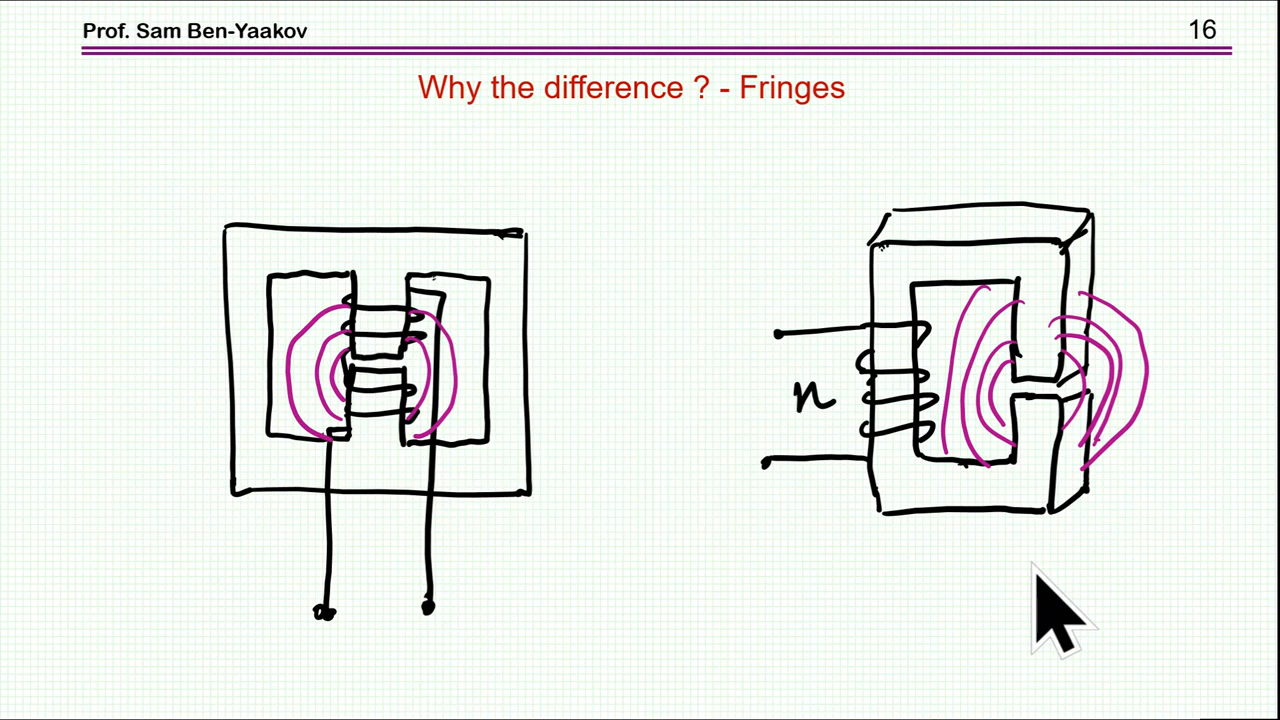 Prof. Sam Ben-Yaakov
16
Why the difference ? - Fringes
n